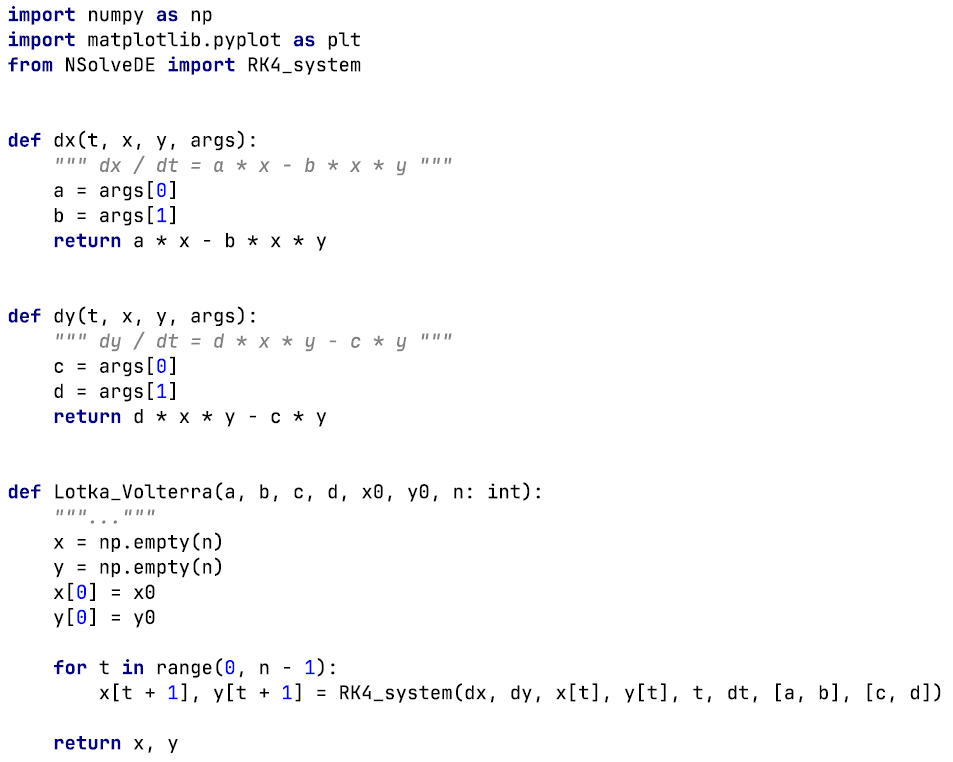 import numpy as np
import matplotlib.pyplot as plt
from NSolveDE import RK4_system
def dx(t, x, y, args):
    """ dx / dt = a * x - b * x * y """
    a = args[0]
    b = args[1]
    return a * x - b * x * y
def dy(t, x, y, args):
    """ dy / dt = d * x * y - c * y """
    c = args[0]
    d = args[1]
    return d * x * y - c * y
def Lotka_Volterra(a, b, c, d, x0, y0, n: int):
    """..."""
    x = np.empty(n)
    y = np.empty(n)
    x[0] = x0
    y[0] = y0
    for t in range(0, n - 1):
        x[t + 1], y[t + 1] = RK4_system(dx, dy, x[t], y[t], t, dt, [a, b], [c, d])
    return x, y